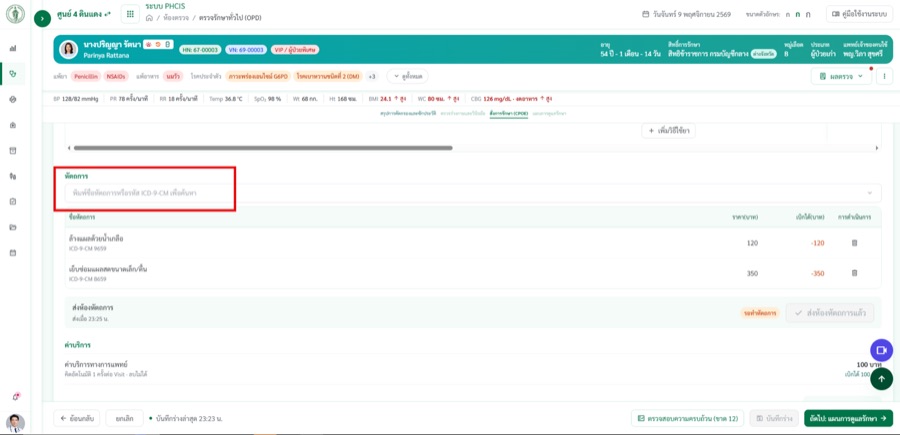 ศูนย์ 4 ดินแดง
ระบบ PHCIS
ห้องตรวจ / ตรวจรักษาทั่วไป (OPD)
วันจันทร์ 9 พฤศจิกายน 2569
ขนาดตัวอักษร: ก ก ก
คู่มือใช้งานระบบ
นางปริญญา รัตนา
Parinya Rattana
HN: 67-00003
VN: 69-00003
VIP / ผู้ป่วยพิเศษ
อายุ
54 ปี - 1 เดือน - 14 วัน
สิทธิการรักษา
สิทธิข้าราชการ กรมบัญชีกลาง
หมู่เลือด
B
ประเภท
ผู้ป่วยเก่า
แพทย์เจ้าของคนไข้
พญ.วิภา สุขศรี
แพ้ยา Penicillin NSAIDs แพ้อาหาร นมวัว โรคประจำตัว ภาวะพร่องเอนไซม์ G6PD โรคเบาหวานชนิดที่ 2 (DM) +3 ดูทั้งหมด
ผลตรวจ
BP 128/82 mmHg PR 78 ครั้ง/นาที RR 18 ครั้ง/นาที Temp 36.8 °C SpO₂ 98 % Wt 68 กก. Ht 168 ซม. BMI 24.1 ↑ สูง WC 80 ซม. ↑ สูง CBG 126 mg/dL - งดอาหาร ↑ สูง
สั่งการรักษา (CPOE)
+ เพิ่มวิธีใช้ยา
หัตถการ
พิมพ์ชื่อหัตถการหรือรหัส ICD-9-CM เพื่อค้นหา
ชื่อหัตถการ ราคา(บาท) เบิกได้(บาท) การดำเนินการ
ล้างแผลด้วยน้ำเกลือ
ICD-9-CM 8659
120 -120
เย็บซ่อมแผลสดขนาดเล็ก/ตื้น
ICD-9-CM 8659
350 -350
ส่งห้องหัตถการ
ส่งเมื่อ 23:25 น.
รอทำหัตถการ
ส่งห้องหัตถการแล้ว
ค่าบริการ
ค่าบริการทางการแพทย์
คิดอัตโนมัติ 1 ครั้งต่อ Visit - ลบไม่ได้
100 บาท
เบิกได้ 100
← ย้อนกลับ
ยกเลิก
บันทึกร่างล่าสุด 23:23 น.
ตรวจสอบความครบถ้วน (ขาด 12)
บันทึกร่าง
ถัดไป: แผนการดูแลรักษา →